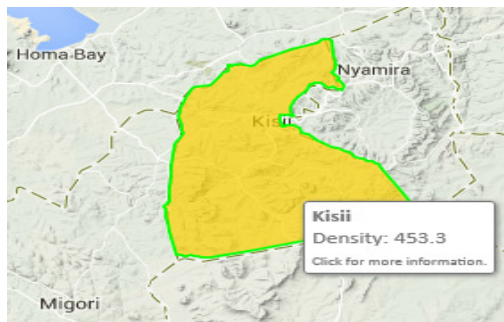 Homa Bay
Nyamira
Kisii
Kisii
Density: 453.3
Click for more information.
Migori